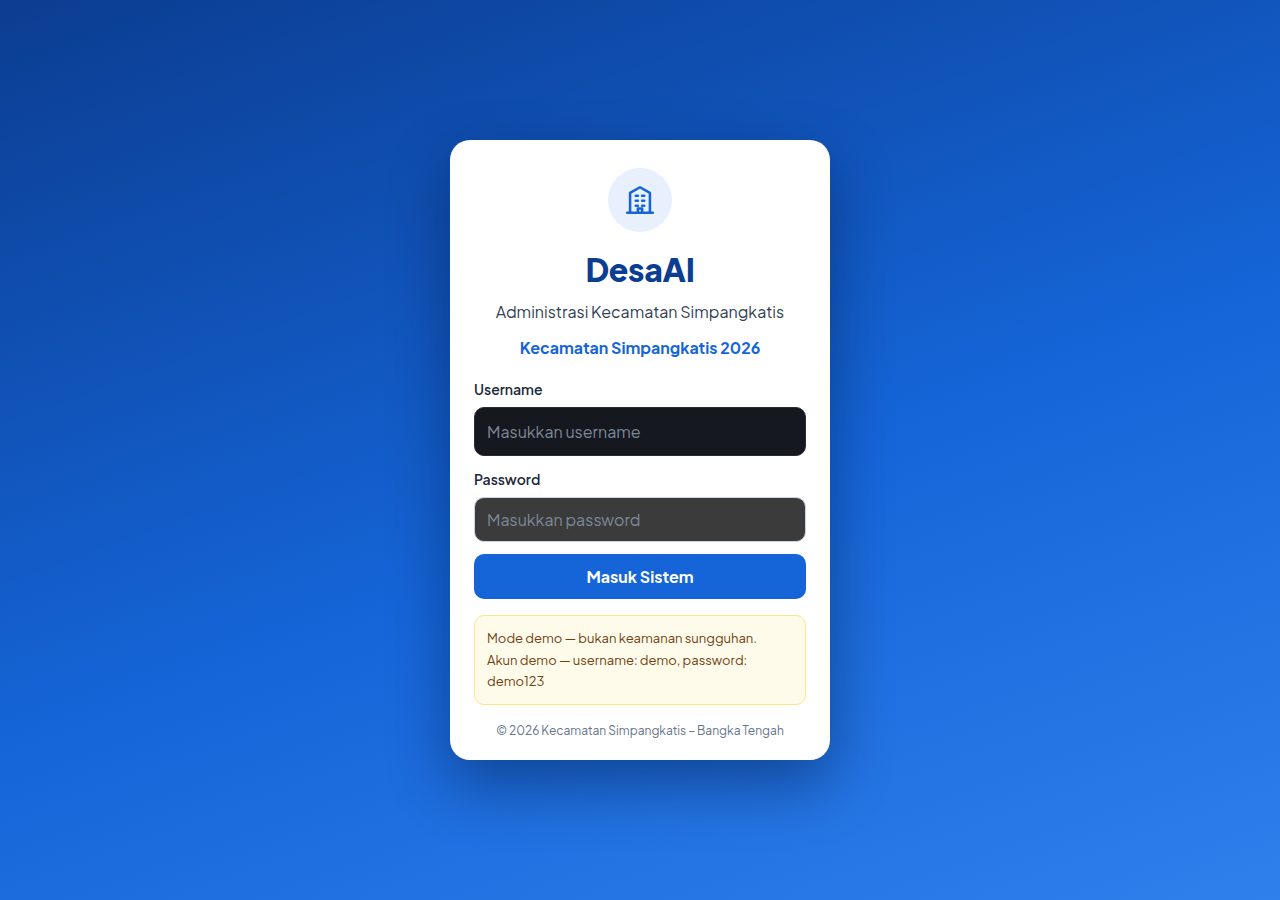 DesaAI
Administrasi Kecamatan Simpangkatis
Kecamatan Simpangkatis 2026
Username
Masukkan username
Password
Masukkan password
Masuk Sistem
Mode demo — bukan keamanan sungguhan.
Akun demo — username: demo, password:
demo123
© 2026 Kecamatan Simpangkatis – Bangka Tengah